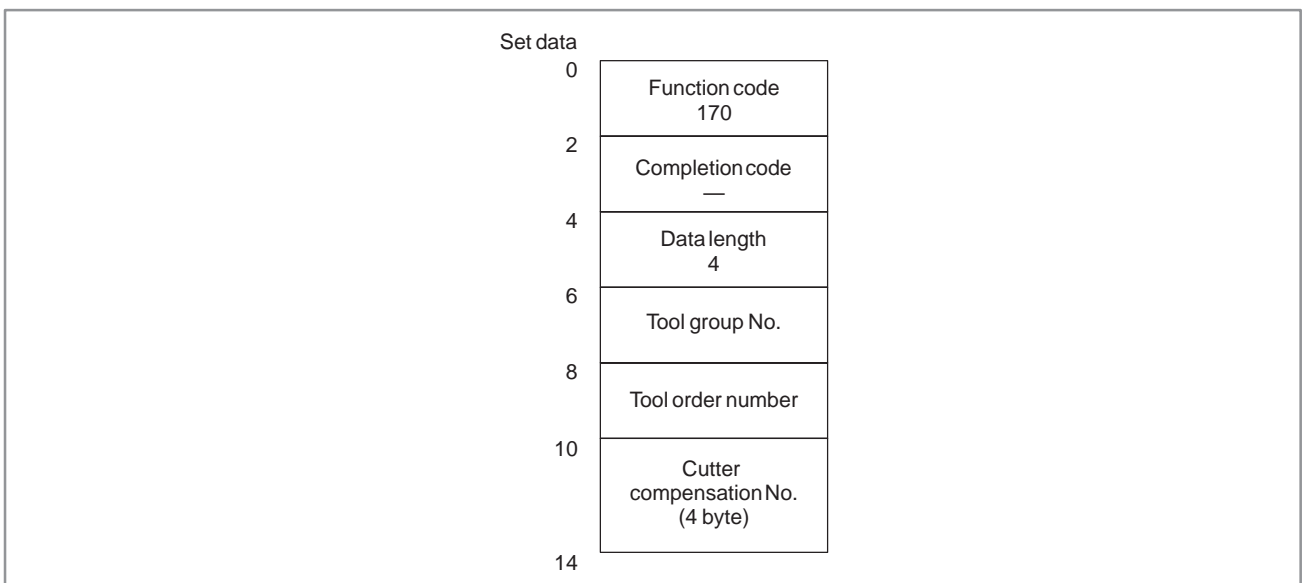 Set data
0
Function code
170
2
Completion code
—
4
Data length
4
6
Tool group No.
8
Tool order number
10
Cutter
compensation No.
(4 byte)
14